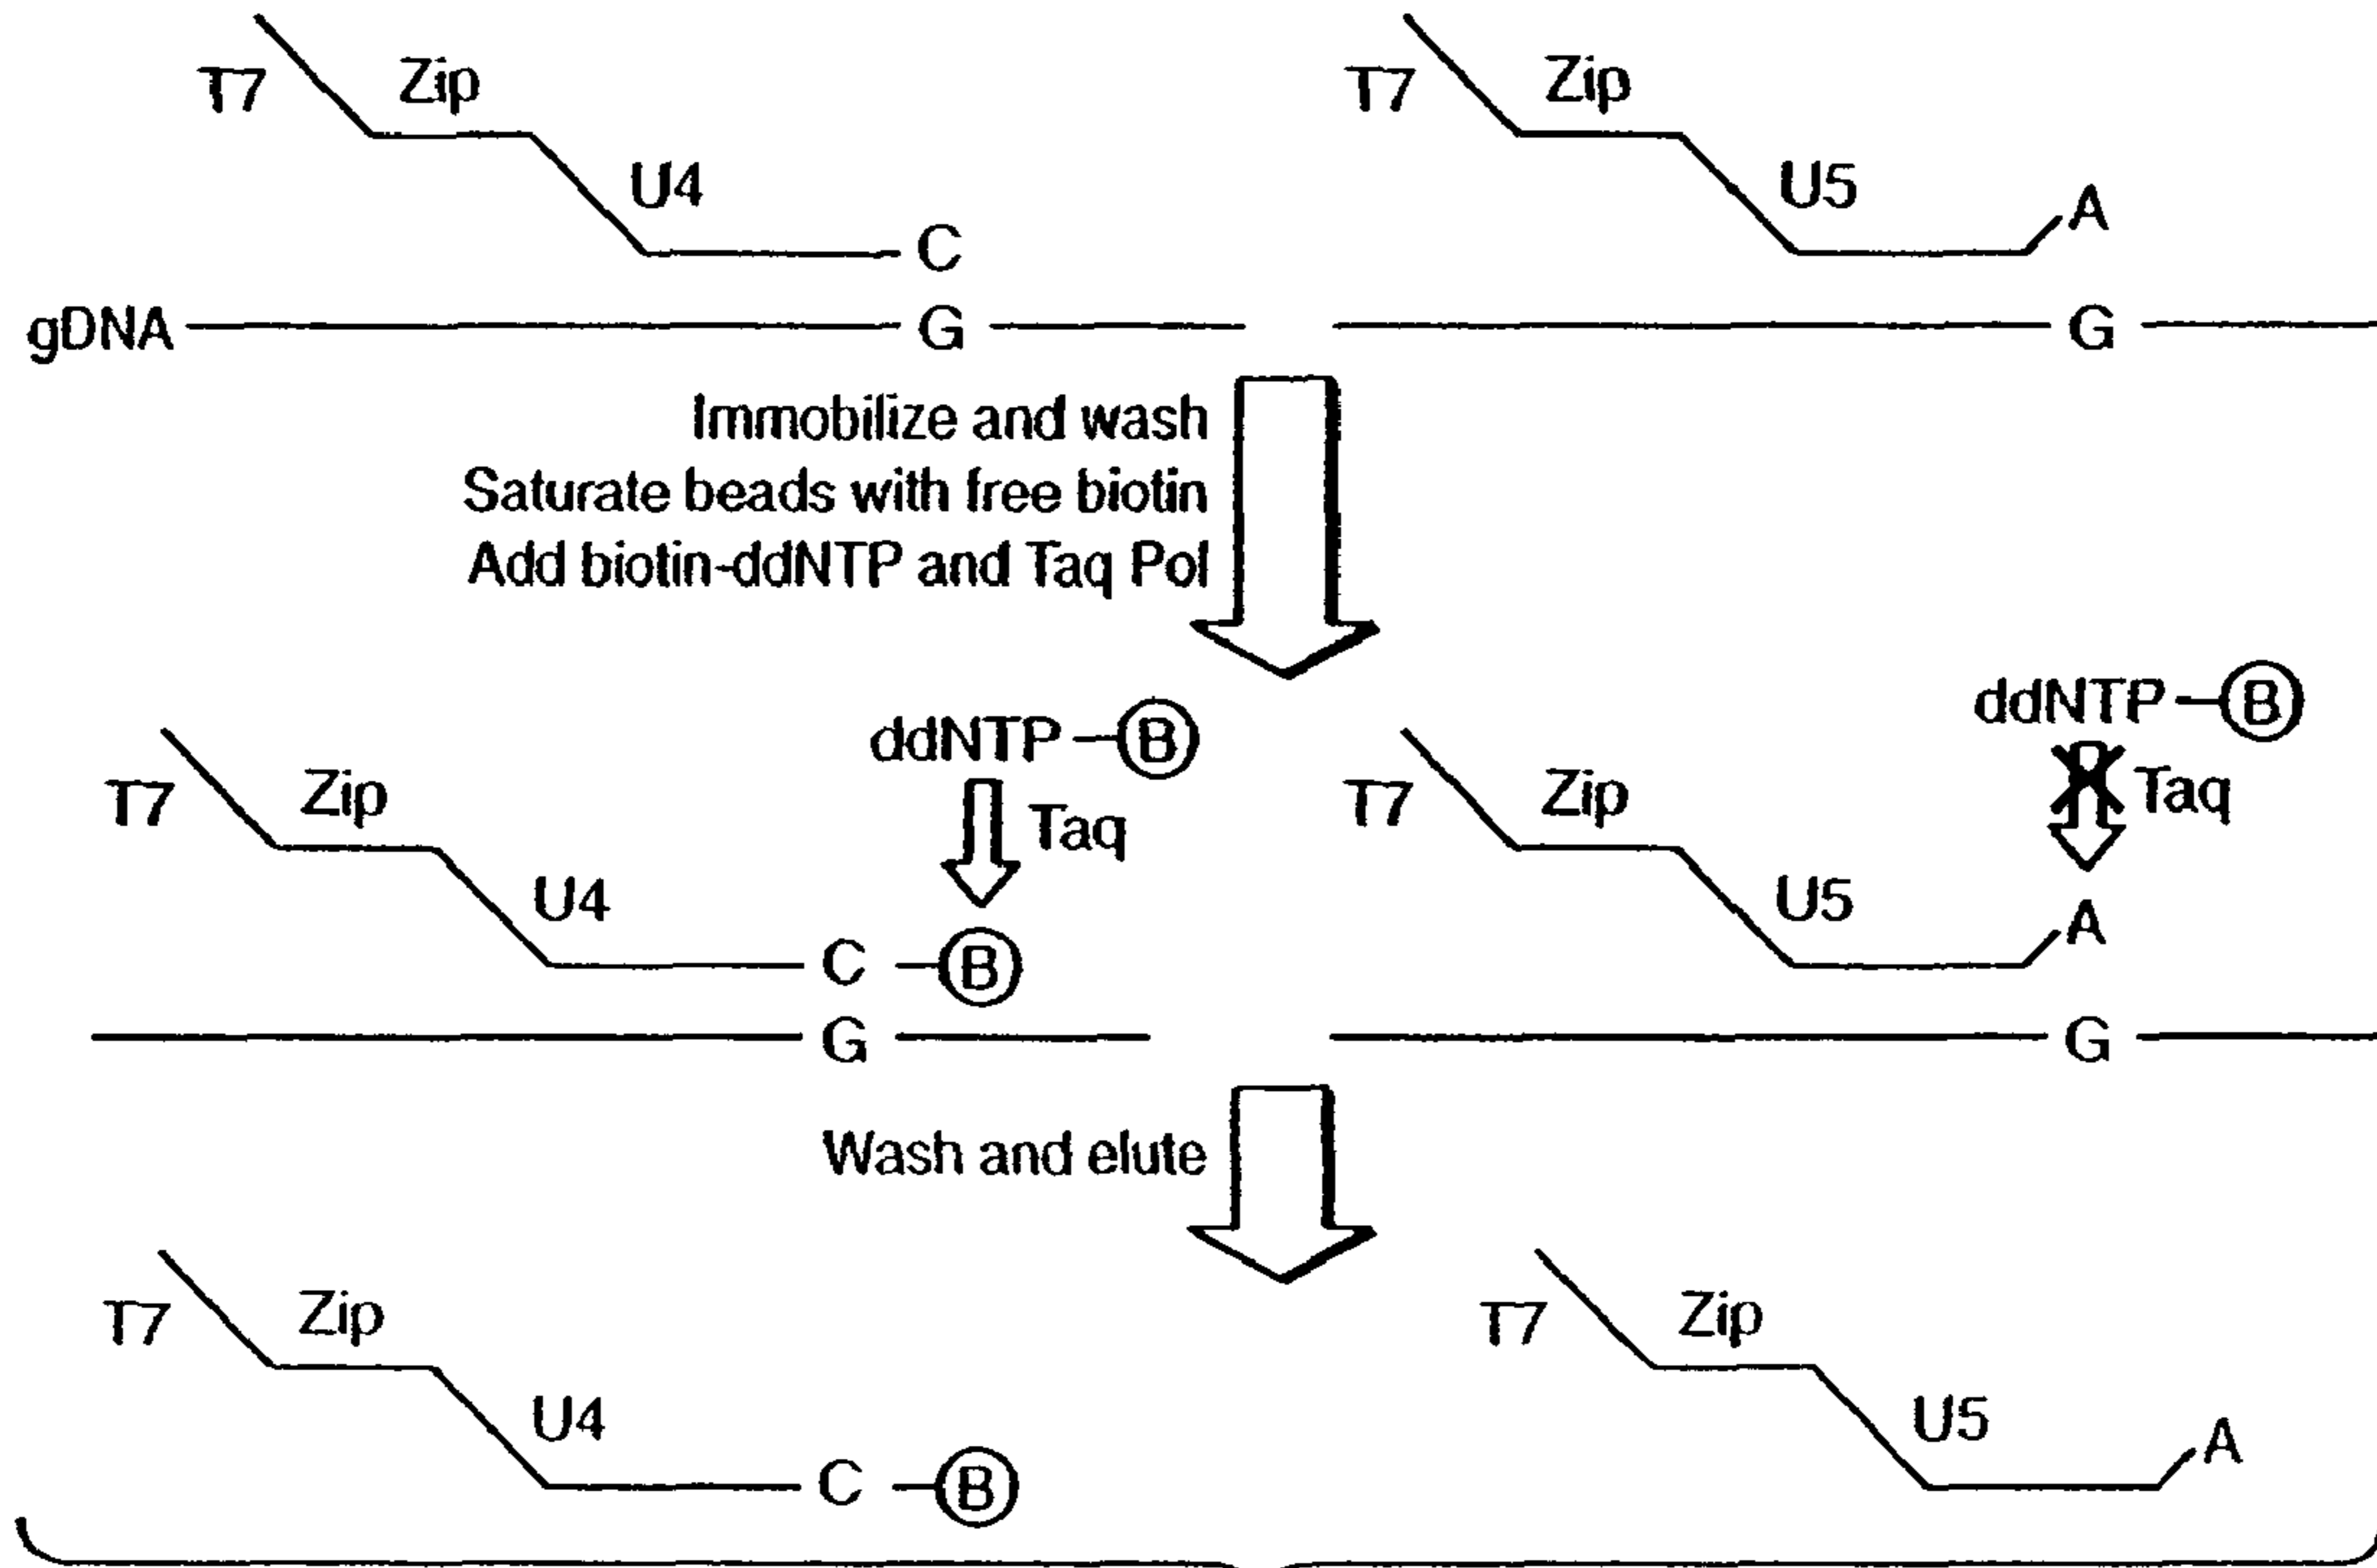 T7 Zip T7 Zip
U4 U5
C A
gDNA G G
Immobilize and wash
Saturate beads with free biotin
Add biotin-ddNTP and Taq Pol
ddNTP B ddNTP B
T7 Zip Taq T7 Zip Taq
U4 U5
C B A
G G
Wash and elute
T7 Zip T7 Zip
U4 U5
C B A